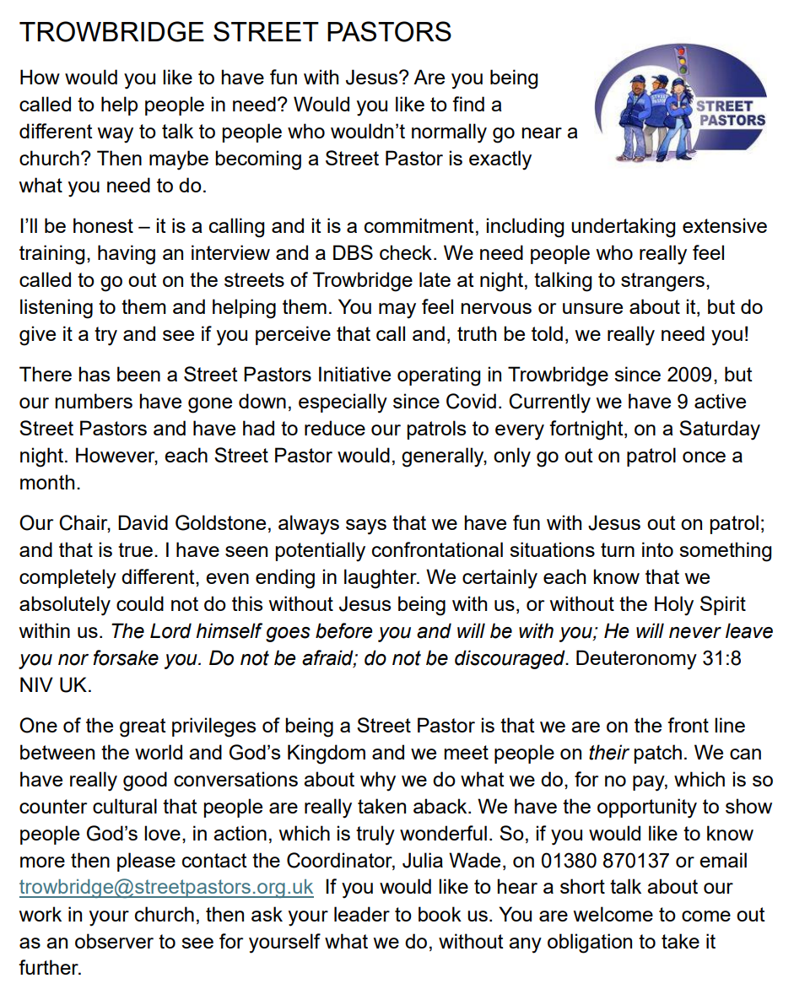 TROWBRIDGE STREET PASTORS
How would you like to have fun with Jesus? Are you being
called to help people in need? Would you like to find a
different way to talk to people who wouldn’t normally go near a
church? Then maybe becoming a Street Pastor is exactly
what you need to do.
STREET
PASTORS
I’ll be honest – it is a calling and it is a commitment, including undertaking extensive
training, having an interview and a DBS check. We need people who really feel
called to go out on the streets of Trowbridge late at night, talking to strangers,
listening to them and helping them. You may feel nervous or unsure about it, but do
give it a try and see if you perceive that call and, truth be told, we really need you!
There has been a Street Pastors Initiative operating in Trowbridge since 2009, but
our numbers have gone down, especially since Covid. Currently we have 9 active
Street Pastors and have had to reduce our patrols to every fortnight, on a Saturday
night. However, each Street Pastor would, generally, only go out on patrol once a
month.
Our Chair, David Goldstone, always says that we have fun with Jesus out on patrol;
and that is true. I have seen potentially confrontational situations turn into something
completely different, even ending in laughter. We certainly each know that we
absolutely could not do this without Jesus being with us, or without the Holy Spirit
within us. The Lord himself goes before you and will be with you; He will never leave
you nor forsake you. Do not be afraid; do not be discouraged. Deuteronomy 31:8
NIV UK.
One of the great privileges of being a Street Pastor is that we are on the front line
between the world and God’s Kingdom and we meet people on their patch. We can
have really good conversations about why we do what we do, for no pay, which is so
counter cultural that people are really taken aback. We have the opportunity to show
people God’s love, in action, which is truly wonderful. So, if you would like to know
more then please contact the Coordinator, Julia Wade, on 01380 870137 or email
trowbridge@streetpastors.org.uk If you would like to hear a short talk about our
work in your church, then ask your leader to book us. You are welcome to come out
as an observer to see for yourself what we do, without any obligation to take it
further.